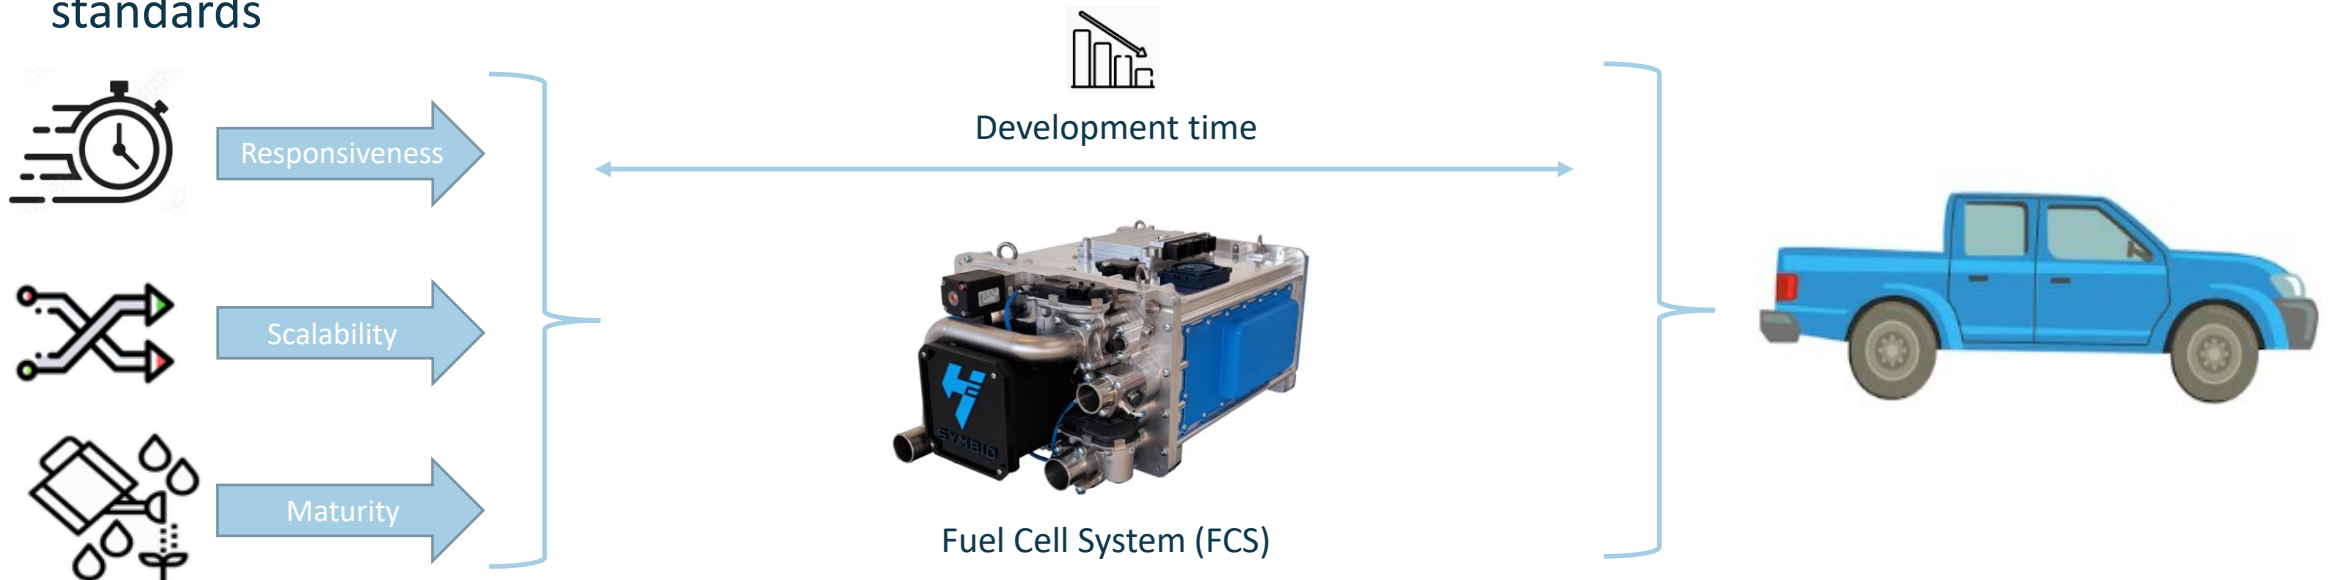 standards
Development time
Responsiveness
Scalability
SYMBIO
Maturity
Fuel Cell System (FCS)